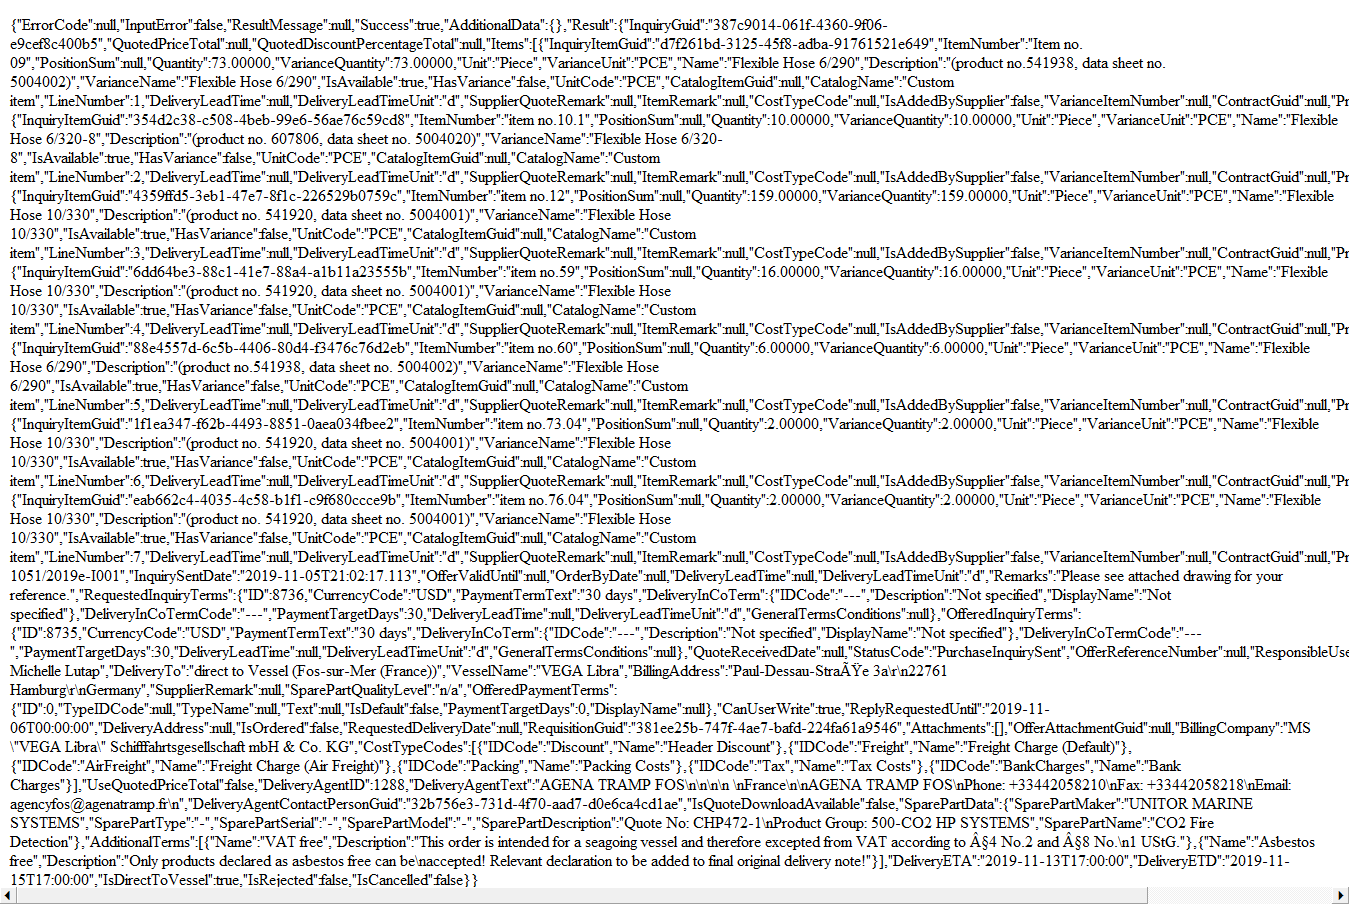 {"ErrorCode":null,"InputError":false,"ResultMessage":null,"Success":true,"AdditionalData":{},"Result":{"InquiryGuid":"387c9014-061f-4360-9f06-
e9cef8c400b5","QuotedPriceTotal":null,"QuotedDiscountPercentageTotal":null,"Items":[{"InquiryItemGuid":"d7f261bd-3125-45f8-adba-91761521e649","ItemNumber":"Item no.
09","PositionSum":null,"Quantity":73.00000,"VarianceQuantity":73.00000,"Unit":"Piece","VarianceUnit":"PCE","Name":"Flexible Hose 6/290","Description":"(product no.541938, data sheet no.
5004002)","VarianceName":"Flexible Hose 6/290","IsAvailable":true,"HasVariance":false,"UnitCode":"PCE","CatalogItemGuid":null,"CatalogName":"Custom
item","LineNumber":1,"DeliveryLeadTime":null,"DeliveryLeadTimeUnit":"d","SupplierQuoteRemark":null,"ItemRemark":null,"CostTypeCode":null,"IsAddedBySupplier":false,"VarianceItemNumber":null,"ContractGuid":null,"Pr
{"InquiryItemGuid":"354d2c38-c508-4beb-99e6-56ae76c59cd8","ItemNumber":"item no.10.1","PositionSum":null,"Quantity":10.00000,"VarianceQuantity":10.00000,"Unit":"Piece","VarianceUnit":"PCE","Name":"Flexible
Hose 6/320-8","Description":"(product no. 607806, data sheet no. 5004020)","VarianceName":"Flexible Hose 6/320-
8","IsAvailable":true,"HasVariance":false,"UnitCode":"PCE","CatalogItemGuid":null,"CatalogName":"Custom
item","LineNumber":2,"DeliveryLeadTime":null,"DeliveryLeadTimeUnit":"d","SupplierQuoteRemark":null,"ItemRemark":null,"CostTypeCode":null,"IsAddedBySupplier":false,"VarianceItemNumber":null,"ContractGuid":null,"Pr
{"InquiryItemGuid":"4359ffd5-3eb1-47e7-8f1c-226529b0759c","ItemNumber":"item no.12","PositionSum":null,"Quantity":159.00000,"VarianceQuantity":159.00000,"Unit":"Piece","VarianceUnit":"PCE","Name":"Flexible
Hose 10/330","Description":"(product no. 541920, data sheet no. 5004001)","VarianceName":"Flexible Hose
10/330","IsAvailable":true,"HasVariance":false,"UnitCode":"PCE","CatalogItemGuid":null,"CatalogName":"Custom
item","LineNumber":3,"DeliveryLeadTime":null,"DeliveryLeadTimeUnit":"d","SupplierQuoteRemark":null,"ItemRemark":null,"CostTypeCode":null,"IsAddedBySupplier":false,"VarianceItemNumber":null,"ContractGuid":null,"Pr
{"InquiryItemGuid":"6dd64be3-88c1-41e7-88a4-a1b11a23555b","ItemNumber":"item no.59","PositionSum":null,"Quantity":16.00000,"VarianceQuantity":16.00000,"Unit":"Piece","VarianceUnit":"PCE","Name":"Flexible
Hose 10/330","Description":"(product no. 541920, data sheet no. 5004001)","VarianceName":"Flexible Hose
10/330","IsAvailable":true,"HasVariance":false,"UnitCode":"PCE","CatalogItemGuid":null,"CatalogName":"Custom
item","LineNumber":4,"DeliveryLeadTime":null,"DeliveryLeadTimeUnit":"d","SupplierQuoteRemark":null,"ItemRemark":null,"CostTypeCode":null,"IsAddedBySupplier":false,"VarianceItemNumber":null,"ContractGuid":null,"Pr
{"InquiryItemGuid":"88e4557d-6c5b-4406-80d4-f3476c76d2eb","ItemNumber":"item no.60","PositionSum":null,"Quantity":6.00000,"VarianceQuantity":6.00000,"Unit":"Piece","VarianceUnit":"PCE","Name":"Flexible
Hose 6/290","Description":"(product no.541938, data sheet no. 5004002)","VarianceName":"Flexible Hose
6/290","IsAvailable":true,"HasVariance":false,"UnitCode":"PCE","CatalogItemGuid":null,"CatalogName":"Custom
item","LineNumber":5,"DeliveryLeadTime":null,"DeliveryLeadTimeUnit":"d","SupplierQuoteRemark":null,"ItemRemark":null,"CostTypeCode":null,"IsAddedBySupplier":false,"VarianceItemNumber":null,"ContractGuid":null,"Pr
{"InquiryItemGuid":"1f1ea347-f62b-4493-8851-0aea034fbee2","ItemNumber":"item no.73.04","PositionSum":null,"Quantity":2.00000,"VarianceQuantity":2.00000,"Unit":"Piece","VarianceUnit":"PCE","Name":"Flexible
Hose 10/330","Description":"(product no. 541920, data sheet no. 5004001)","VarianceName":"Flexible Hose
10/330","IsAvailable":true,"HasVariance":false,"UnitCode":"PCE","CatalogItemGuid":null,"CatalogName":"Custom
item","LineNumber":6,"DeliveryLeadTime":null,"DeliveryLeadTimeUnit":"d","SupplierQuoteRemark":null,"ItemRemark":null,"CostTypeCode":null,"IsAddedBySupplier":false,"VarianceItemNumber":null,"ContractGuid":null,"Pr
{"InquiryItemGuid":"eab662c4-4035-4c58-b1f1-c9f680ccce9b","ItemNumber":"item no.76.04","PositionSum":null,"Quantity":2.00000,"VarianceQuantity":2.00000,"Unit":"Piece","VarianceUnit":"PCE","Name":"Flexible
Hose 10/330","Description":"(product no. 541920, data sheet no. 5004001)","VarianceName":"Flexible Hose
10/330","IsAvailable":true,"HasVariance":false,"UnitCode":"PCE","CatalogItemGuid":null,"CatalogName":"Custom
item","LineNumber":7,"DeliveryLeadTime":null,"DeliveryLeadTimeUnit":"d","SupplierQuoteRemark":null,"ItemRemark":null,"CostTypeCode":null,"IsAddedBySupplier":false,"VarianceItemNumber":null,"ContractGuid":null,"Pr
1051/2019e-I001","InquirySentDate":"2019-11-05T21:02:17.113","OfferValidUntil":null,"OrderByDate":null,"DeliveryLeadTime":null,"DeliveryLeadTimeUnit":"d","Remarks":"Please see attached drawing for your
reference.","RequestedInquiryTerms":{"ID":8736,"CurrencyCode":"USD","PaymentTermText":"30 days","DeliveryInCoTerm":{"IDCode":"---","Description":"Not specified","DisplayName":"Not
specified"},"DeliveryInCoTermCode":"---","PaymentTargetDays":30,"DeliveryLeadTime":null,"DeliveryLeadTimeUnit":"d","GeneralTermsConditions":null},"OfferedInquiryTerms":
{"ID":8735,"CurrencyCode":"USD","PaymentTermText":"30 days","DeliveryInCoTerm":{"IDCode":"---","Description":"Not specified","DisplayName":"Not specified"},"DeliveryInCoTermCode":"---
","PaymentTargetDays":30,"DeliveryLeadTime":null,"DeliveryLeadTimeUnit":"d","GeneralTermsConditions":null},"QuoteReceivedDate":null,"StatusCode":"PurchaseInquirySent","OfferReferenceNumber":null,"ResponsibleUse
Michelle Lutap","DeliveryTo":"direct to Vessel (Fos-sur-Mer (France))","VesselName":"VEGA Libra","BillingAddress":"Paul-Dessau-StraÃŸe 3a\r\n22761
Hamburg\r\nGermany","SupplierRemark":null,"SparePartQualityLevel":"n/a","OfferedPaymentTerms":
{"ID":0,"TypeIDCode":null,"TypeName":null,"Text":null,"IsDefault":false,"PaymentTargetDays":0,"DisplayName":null},"CanUserWrite":true,"ReplyRequestedUntil":"2019-11-
06T00:00:00","DeliveryAddress":null,"IsOrdered":false,"RequestedDeliveryDate":null,"RequisitionGuid":"381ee25b-747f-4ae7-bafd-224fa61a9546","Attachments":[],"OfferAttachmentGuid":null,"BillingCompany":"MS
\"VEGA Libra\" Schifffahrtsgesellschaft mbH & Co. KG","CostTypeCodes":[{"IDCode":"Discount","Name":"Header Discount"},{"IDCode":"Freight","Name":"Freight Charge (Default)"},
{"IDCode":"AirFreight","Name":"Freight Charge (Air Freight)"},{"IDCode":"Packing","Name":"Packing Costs"},{"IDCode":"Tax","Name":"Tax Costs"},{"IDCode":"BankCharges","Name":"Bank
Charges"}],"UseQuotedPriceTotal":false,"DeliveryAgentID":1288,"DeliveryAgentText":"AGENA TRAMP FOS\n\n\n\n \nFrance\n\nAGENA TRAMP FOS\nPhone: +33442058210\nFax: +33442058218\nEmail:
agencyfos@agenatramp.fr\n","DeliveryAgentContactPersonGuid":"32b756e3-731d-4f70-aad7-d0e6ca4cd1ae","IsQuoteDownloadAvailable":false,"SparePartData":{"SparePartMaker":"UNITOR MARINE
SYSTEMS","SparePartType":"-","SparePartSerial":"-","SparePartModel":"-","SparePartDescription":"Quote No: CHP472-1\nProduct Group: 500-CO2 HP SYSTEMS","SparePartName":"CO2 Fire
Detection"},"AdditionalTerms":[{"Name":"VAT free","Description":"This order is intended for a seagoing vessel and therefore excepted from VAT according to Â§4 No.2 and Â§8 No.\n1 UStG."},{"Name":"Asbestos
free","Description":"Only products declared as asbestos free can be\naccepted! Relevant declaration to be added to final original delivery note!"}],"DeliveryETA":"2019-11-13T17:00:00","DeliveryETD":"2019-11-
15T17:00:00","IsDirectToVessel":true,"IsRejected":false,"IsCancelled":false}}